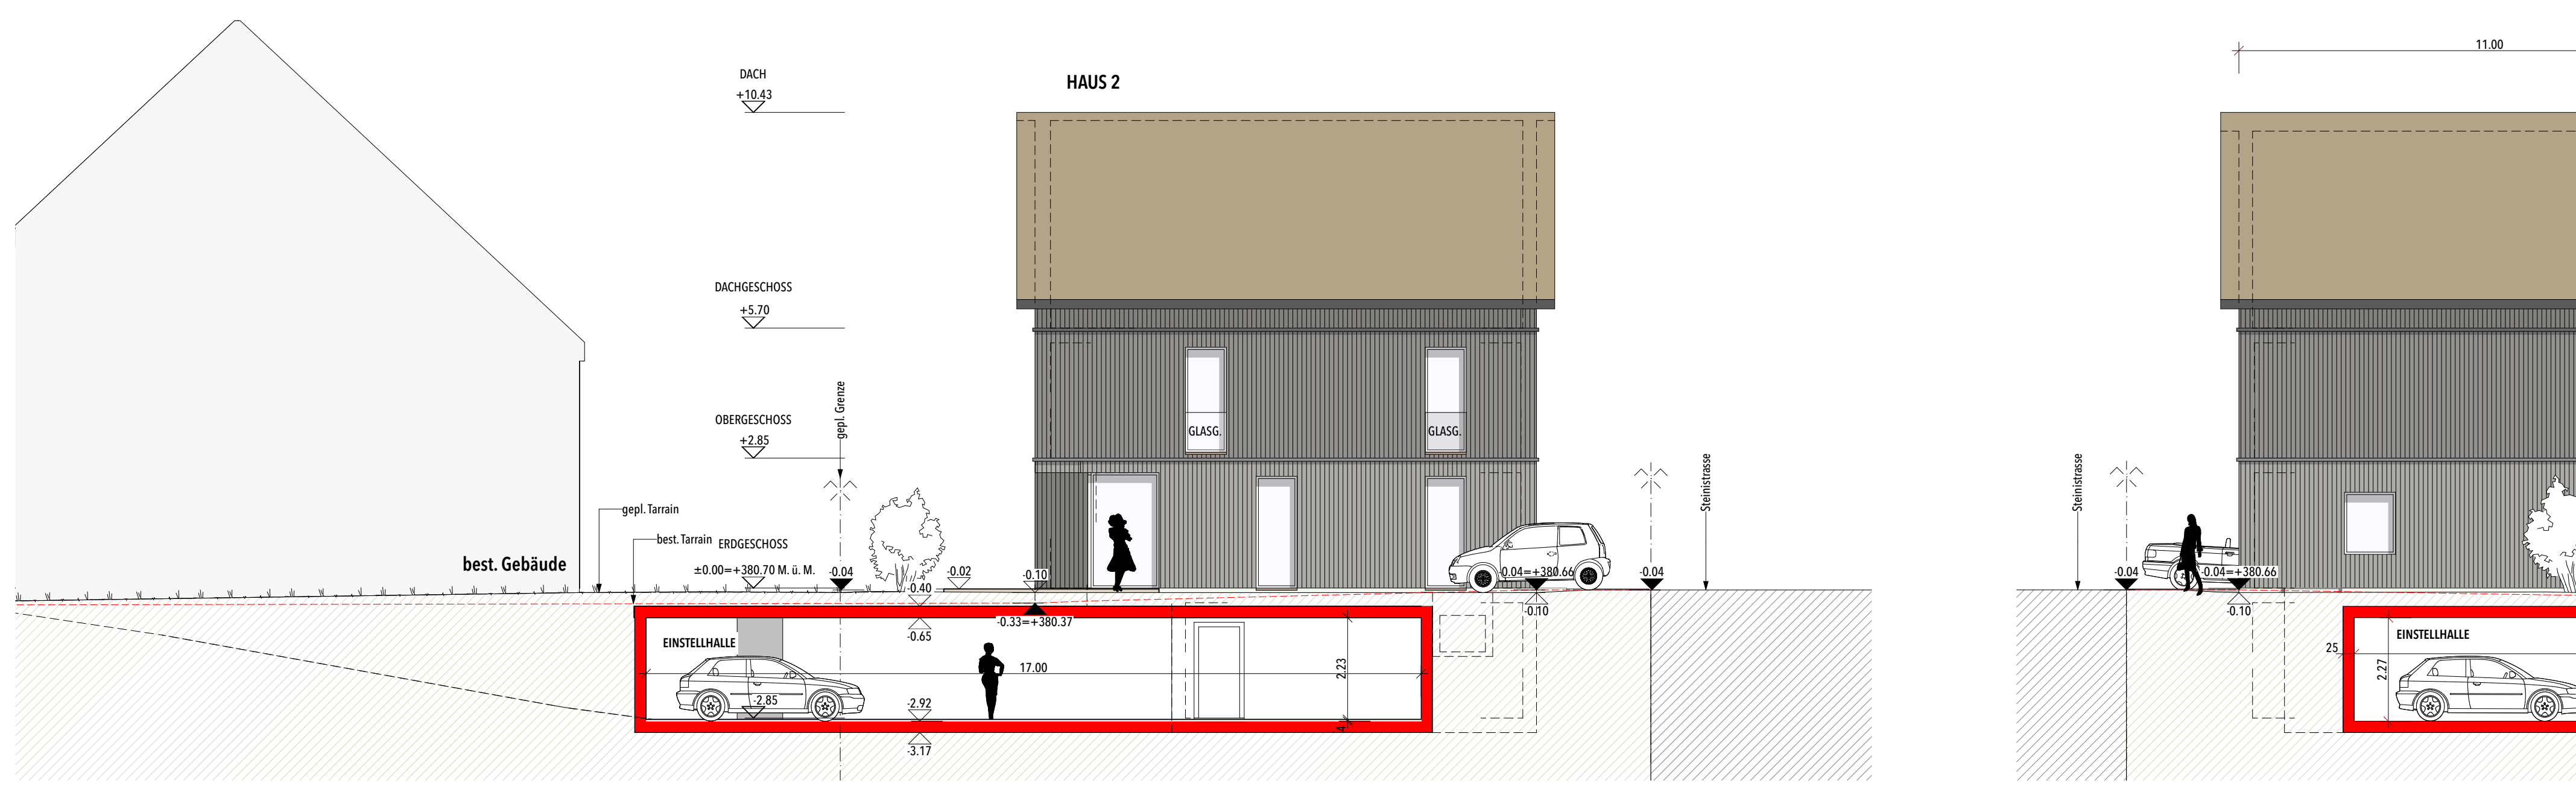 11.00
DACH
+10.43
HAUS 2
DACHGESCHOSS
+5.70
OBERGESCHOSS
+2.85
gepl. Grenze
GLASG.
GLASG.
Steinistrasse
Steinistrasse
gepl. Tarrain
best. Tarrain
ERDGESCHOSS
best. Gebäude
±0.00=+380.70 M. ü. M.
-0.04
-0.02
-0.10
-0.04=+380.66
-0.04
-0.04
-0.04=+380.66
-0.40
-0.10
-0.10
-0.33=+380.37
-0.65
EINSTELLHALLE
17.00
2.23
-2.85
-2.92
4
-3.17
EINSTELLHALLE
25
2.27